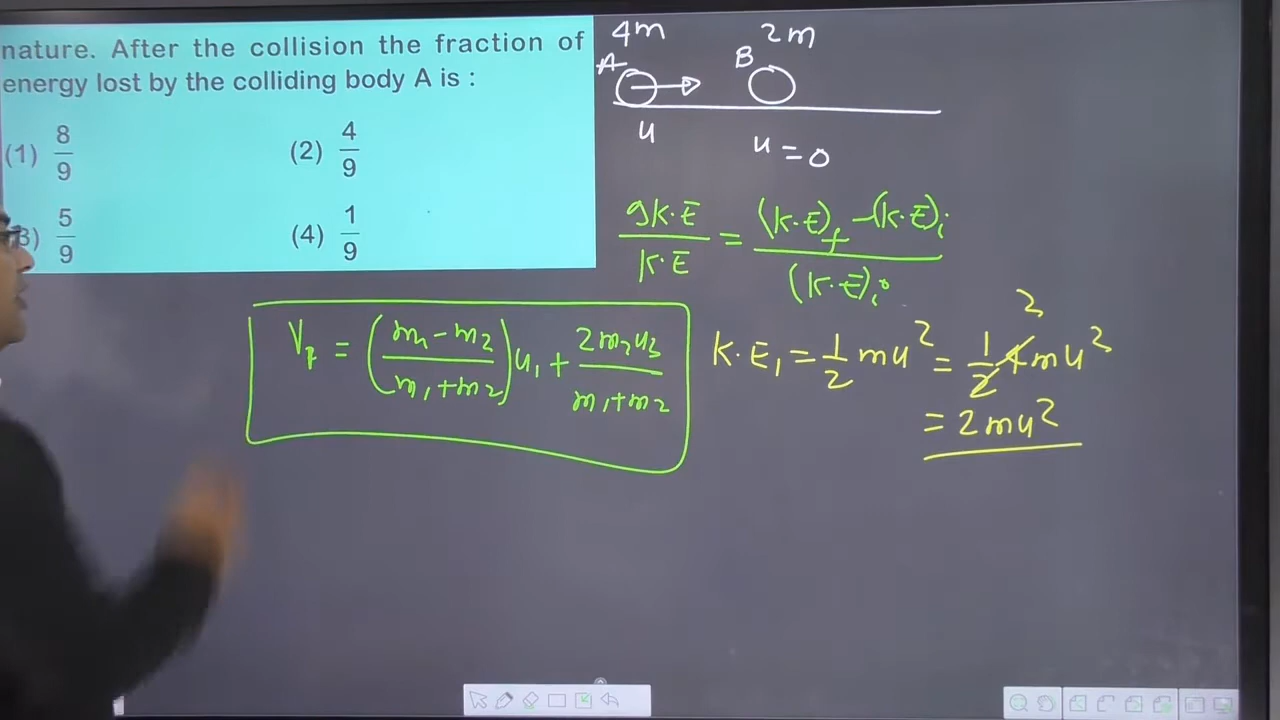 nature. After the collision the fraction of
energy lost by the colliding body A is :
(1) 8/9
(2) 4/9
3) 5/9
(4) 1/9
4m 2m
A B
u u = 0
gK·E/K·E = (K·E)f -(K·E)i/(K·E)i
V = (m1 - m2/m1+m2)u1 + 2m2u2/m1+m2
K·E1 = 1/2 mu² = 1/2 4mu² 2
= 2mu²